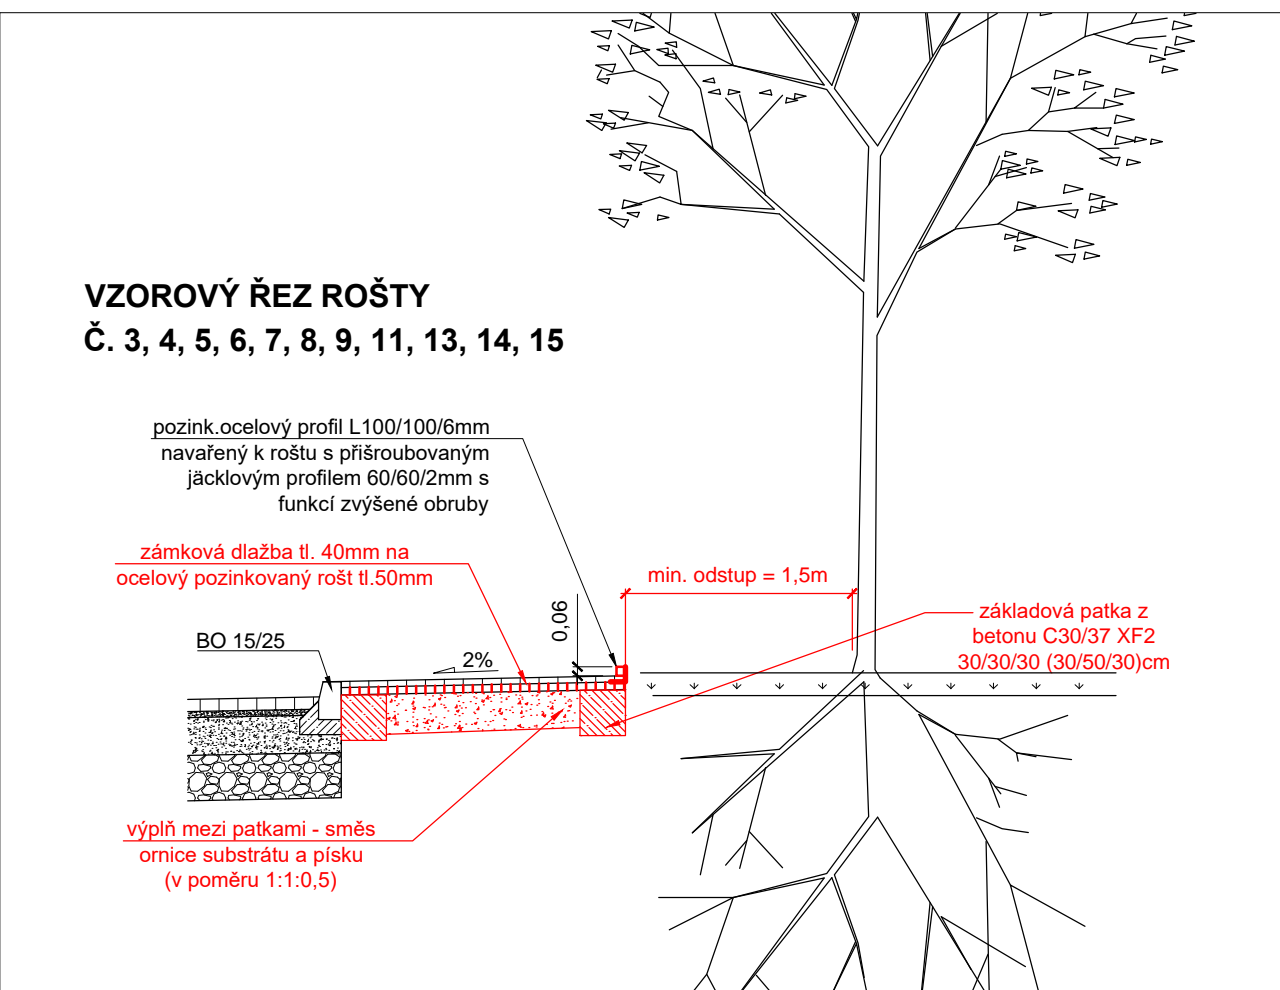 VZOROVÝ ŘEZ ROŠTY
Č. 3, 4, 5, 6, 7, 8, 9, 11, 13, 14, 15
pozink.ocelový profil L100/100/6mm
navařený k roštu s přišroubovaným
jäcklovým profilem 60/60/2mm s
funkcí zvýšené obruby
zámková dlažba tl. 40mm na
ocelový pozinkovaný rošt tl.50mm
min. odstup = 1,5m
0,06
základová patka z
betonu C30/37 XF2
30/30/30 (30/50/30)cm
BO 15/25
2%
výplň mezi patkami - směs
ornice substrátu a písku
(v poměru 1:1:0,5)